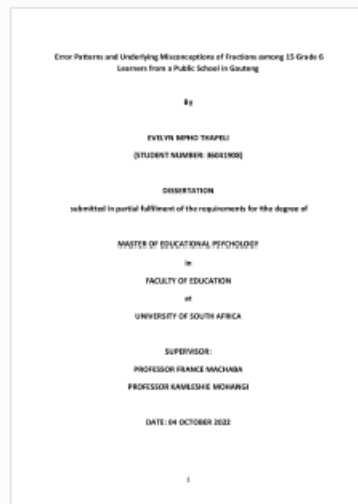 Error Patterns and Underlying Misconceptions of Fractions among 15 Grade 6
Learners from a Public School in Gauteng
By
EVELYN MPHO THAPELI
(STUDENT NUMBER: 36041908)
DISSERTATION
submitted in partial fulfilment of the requirements for the degree of
MASTER OF EDUCATIONAL PSYCHOLOGY
in
FACULTY OF EDUCATION
at
UNIVERSITY OF SOUTH AFRICA
SUPERVISOR:
PROFESSOR FRANCE MACHABA
PROFESSOR KAMLESHIE MOHANGI
DATE: 04 OCTOBER 2022
1